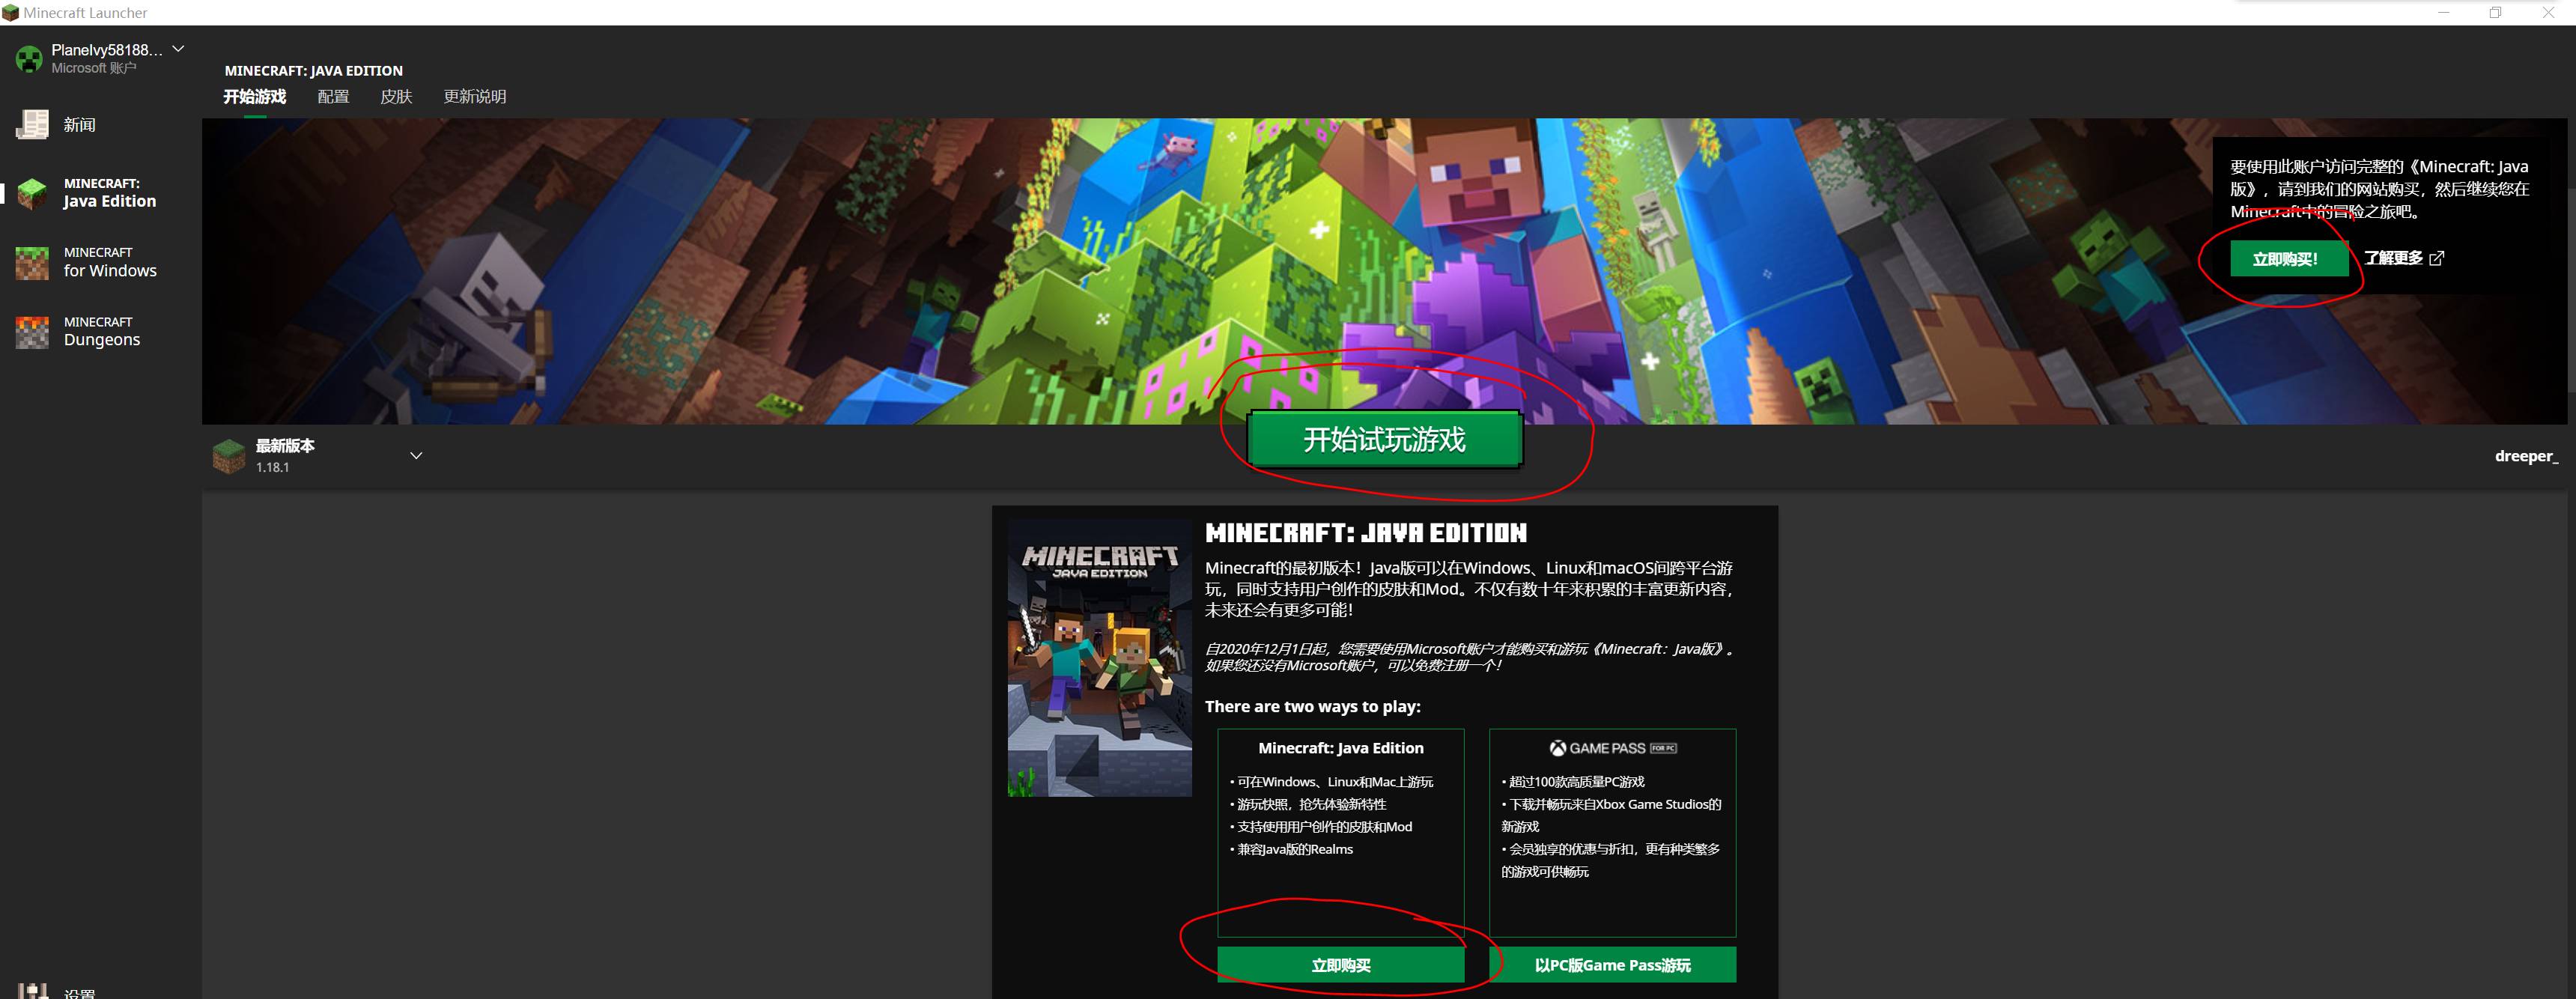 Minecraft Launcher
Planelvy58188...
Microsoft 账户
新闻
MINECRAFT:
Java Edition
MINECRAFT
for Windows
MINECRAFT
Dungeons
设置
MINECRAFT: JAVA EDITION
开始游戏 配置 皮肤 更新说明
要使用此账户访问完整的《Minecraft: Java
版》，请到我们的网站购买，然后继续您在
Minecraft中的冒险之旅吧。
立即购买！ 了解更多
最新版本
1.18.1
开始试玩游戏
dreeper_
MINECRAFT
JAVA EDITION
MINECRAFT: JAVA EDITION
Minecraft的最初版本！Java版可以在Windows、Linux和macOS间跨平台游
玩，同时支持用户创作的皮肤和Mod。不仅有数十年来积累的丰富更新内容，
未来还会有更多可能！
自2020年12月1日起，您需要使用Microsoft账户才能购买和游玩《Minecraft：Java版》。
如果您还没有Microsoft账户，可以免费注册一个！
There are two ways to play:
Minecraft: Java Edition
• 可在Windows、Linux和Mac上游玩
• 游玩快照，抢先体验新特性
• 支持使用用户创作的皮肤和Mod
• 兼容Java版的Realms
立即购买
GAME PASS FOR PC
• 超过100款高质量PC游戏
• 下载并畅玩来自Xbox Game Studios的
新游戏
• 会员独享的优惠与折扣，更有种类繁多
的游戏可供畅玩
以PC版Game Pass游玩